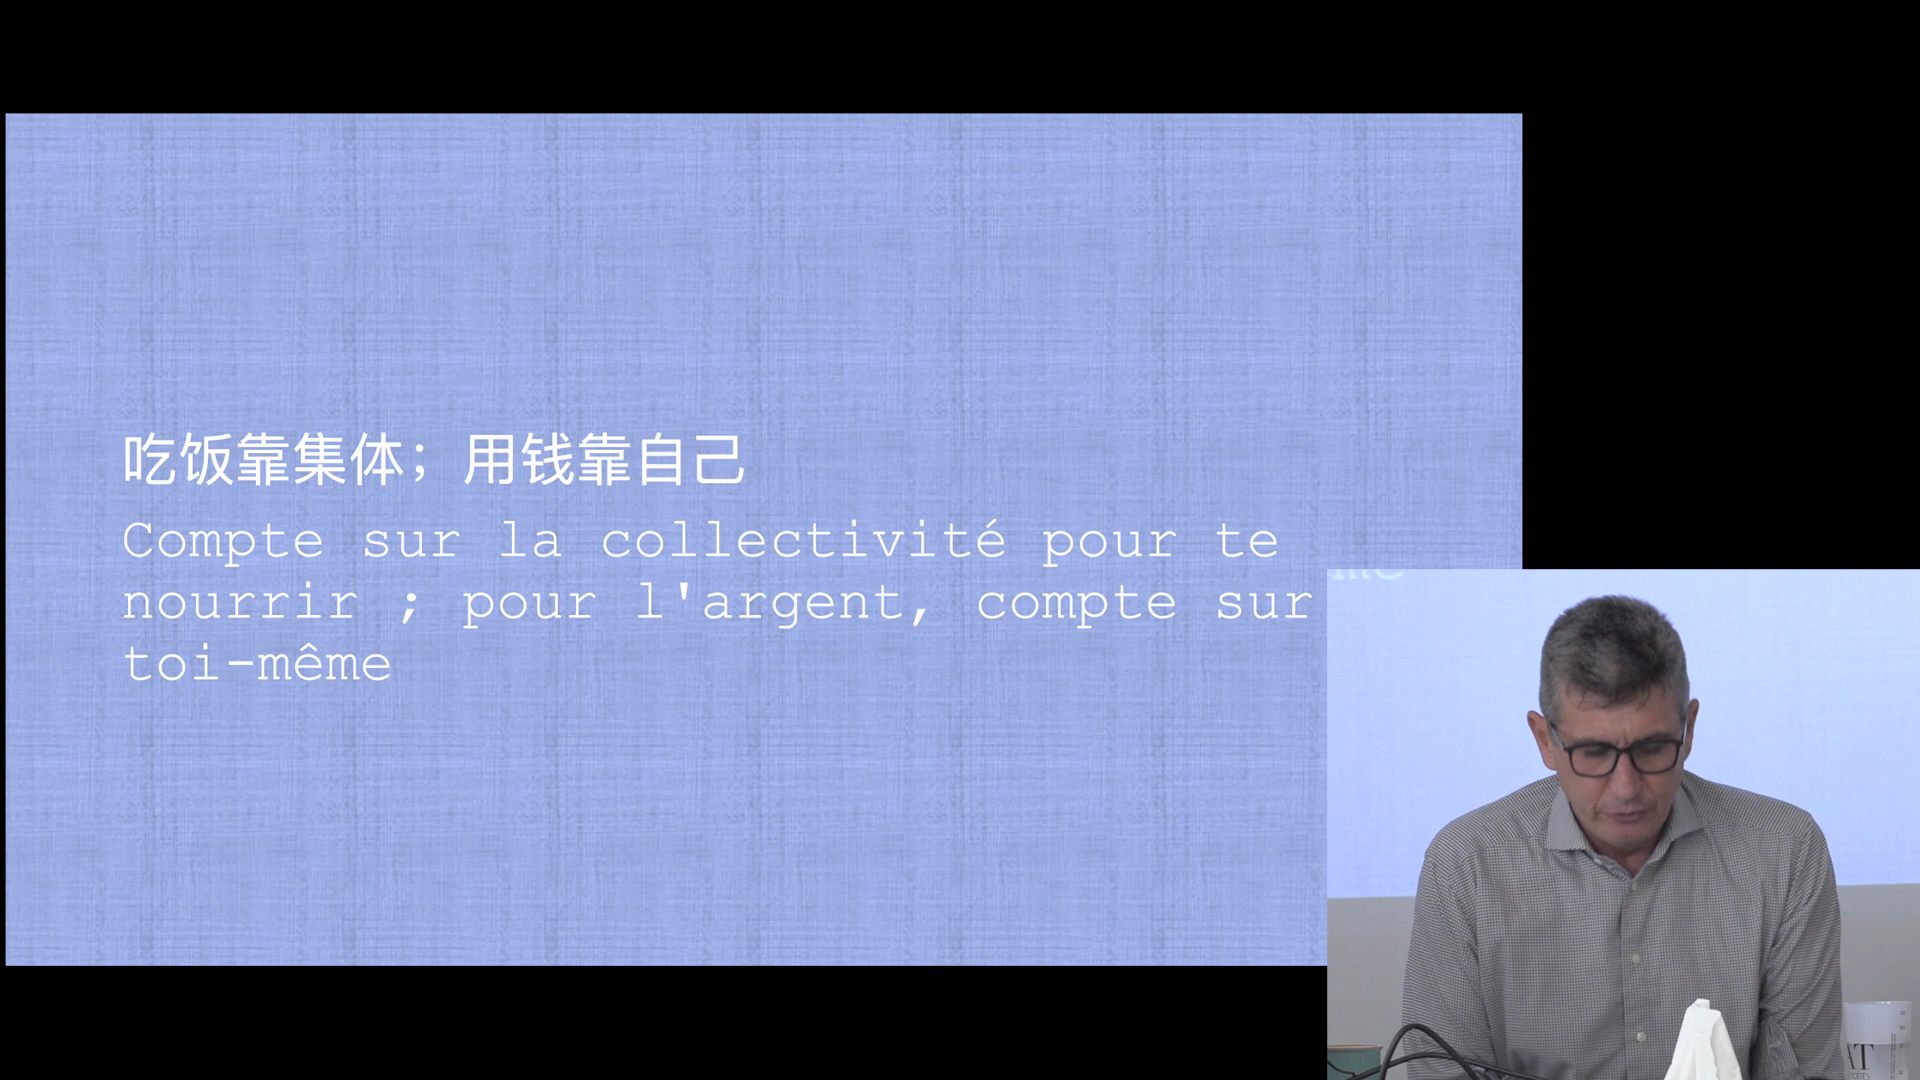 吃饭靠集体；用钱靠自己
Compte sur la collectivité pour te
nourrir ; pour l'argent, compte sur
toi-même